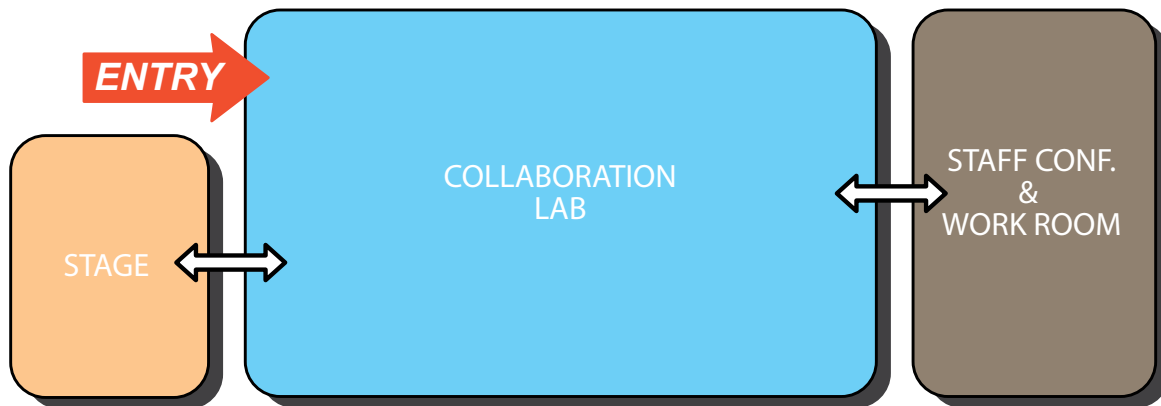 ENTRY
COLLABORATION
LAB
STAFF CONF.
&
WORK ROOM
STAGE